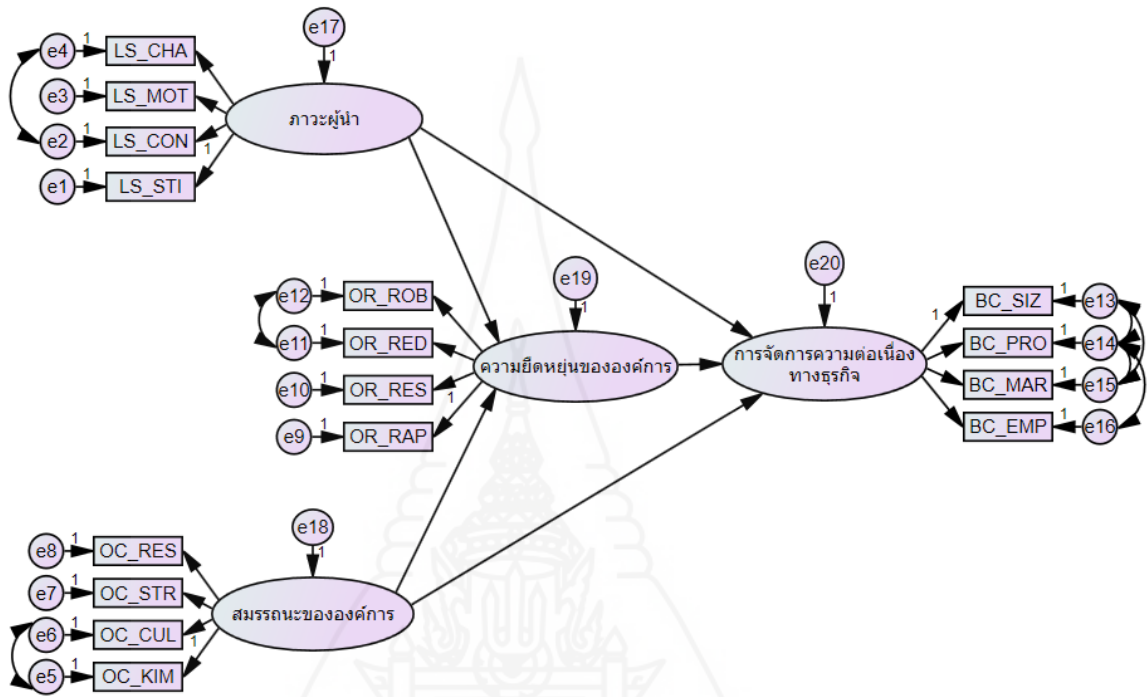 e17
1
e4 1 LS_CHA
e3 1 LS_MOT
e2 1 LS_CON
1
e1 1 LS_STI
ภาวะผู้นำ
e19
1
e12 1 OR_ROB
e11 1 OR_RED
e10 1 OR_RES
1
e9 1 OR_RAP
ความยืดหยุ่นขององค์การ
e20
1
การจัดการความต่อเนื่อง
ทางธุรกิจ
1
BC_SIZ 1 e13
BC_PRO 1 e14
BC_MAR 1 e15
BC_EMP 1 e16
e18
1
e8 1 OC_RES
e7 1 OC_STR
e6 1 OC_CUL
1
e5 1 OC_KIM
สมรรถนะขององค์การ